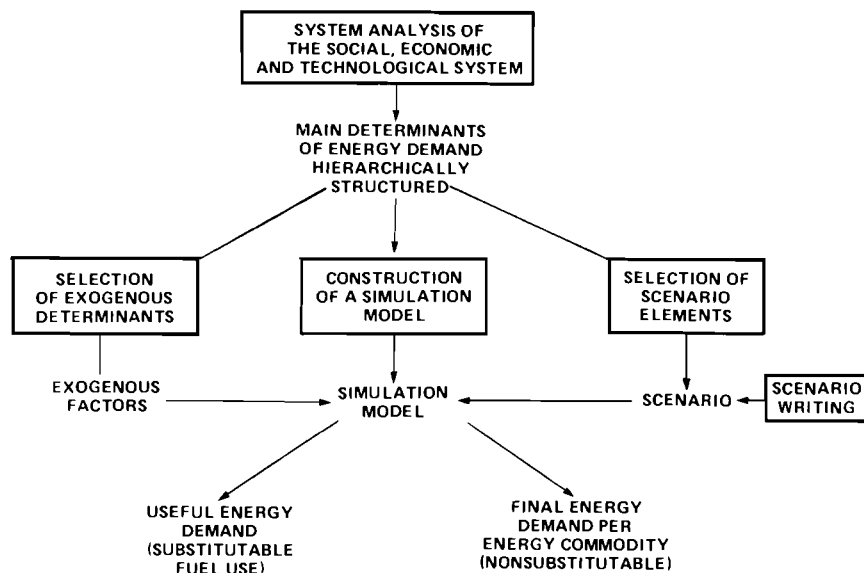 SYSTEM ANALYSIS OF
THE SOCIAL, ECONOMIC
AND TECHNOLOGICAL SYSTEM
MAIN DETERMINANTS
OF ENERGY DEMAND
HIERARCHICALLY
STRUCTURED
SELECTION
OF EXOGENOUS
DETERMINANTS
CONSTRUCTION
OF A SIMULATION
MODEL
SELECTION OF
SCENARIO
ELEMENTS
EXOGENOUS
FACTORS
SIMULATION
MODEL
SCENARIO
SCENARIO
WRITING
USEFUL ENERGY
DEMAND
(SUBSTITUTABLE
FUEL USE)
FINAL ENERGY
DEMAND PER
ENERGY COMMODITY
(NONSUBSTITUTABLE)